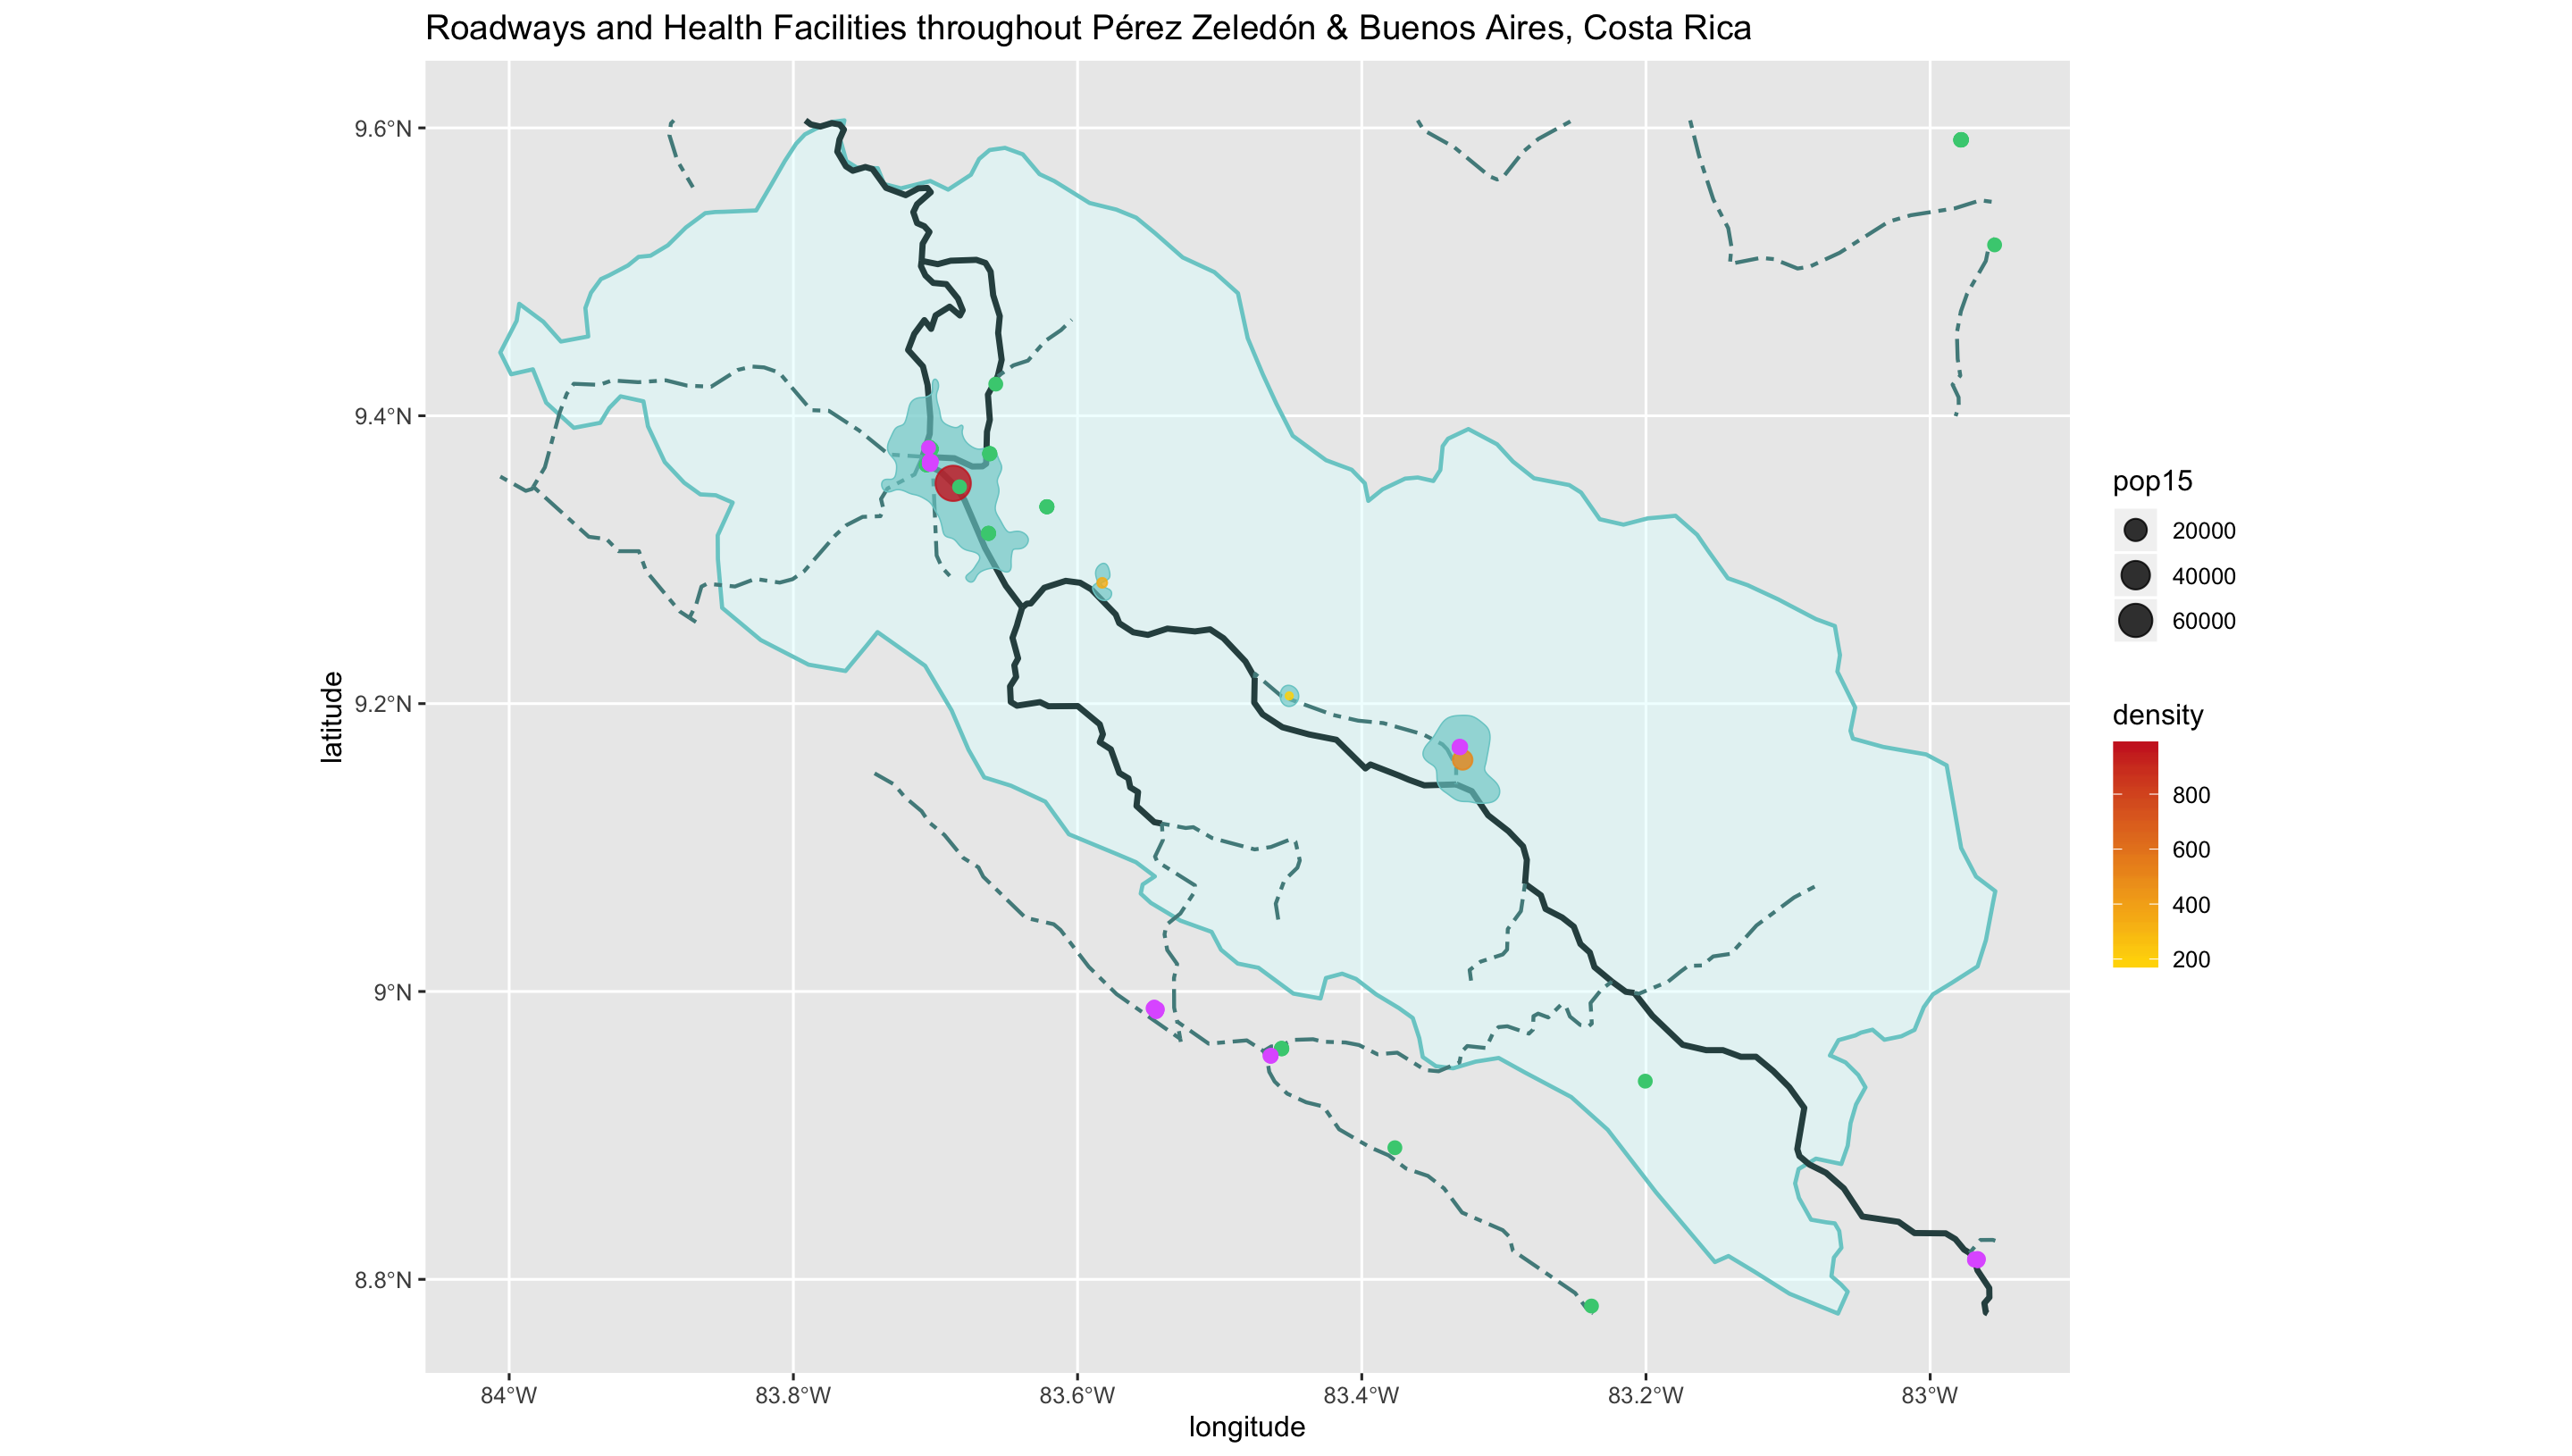 Roadways and Health Facilities throughout Pérez Zeledón & Buenos Aires, Costa Rica
9.6°N
9.4°N
9.2°N
9°N
8.8°N
latitude
84°W
83.8°W
83.6°W
83.4°W
83.2°W
83°W
longitude
pop15
20000
40000
60000
density
800
600
400
200